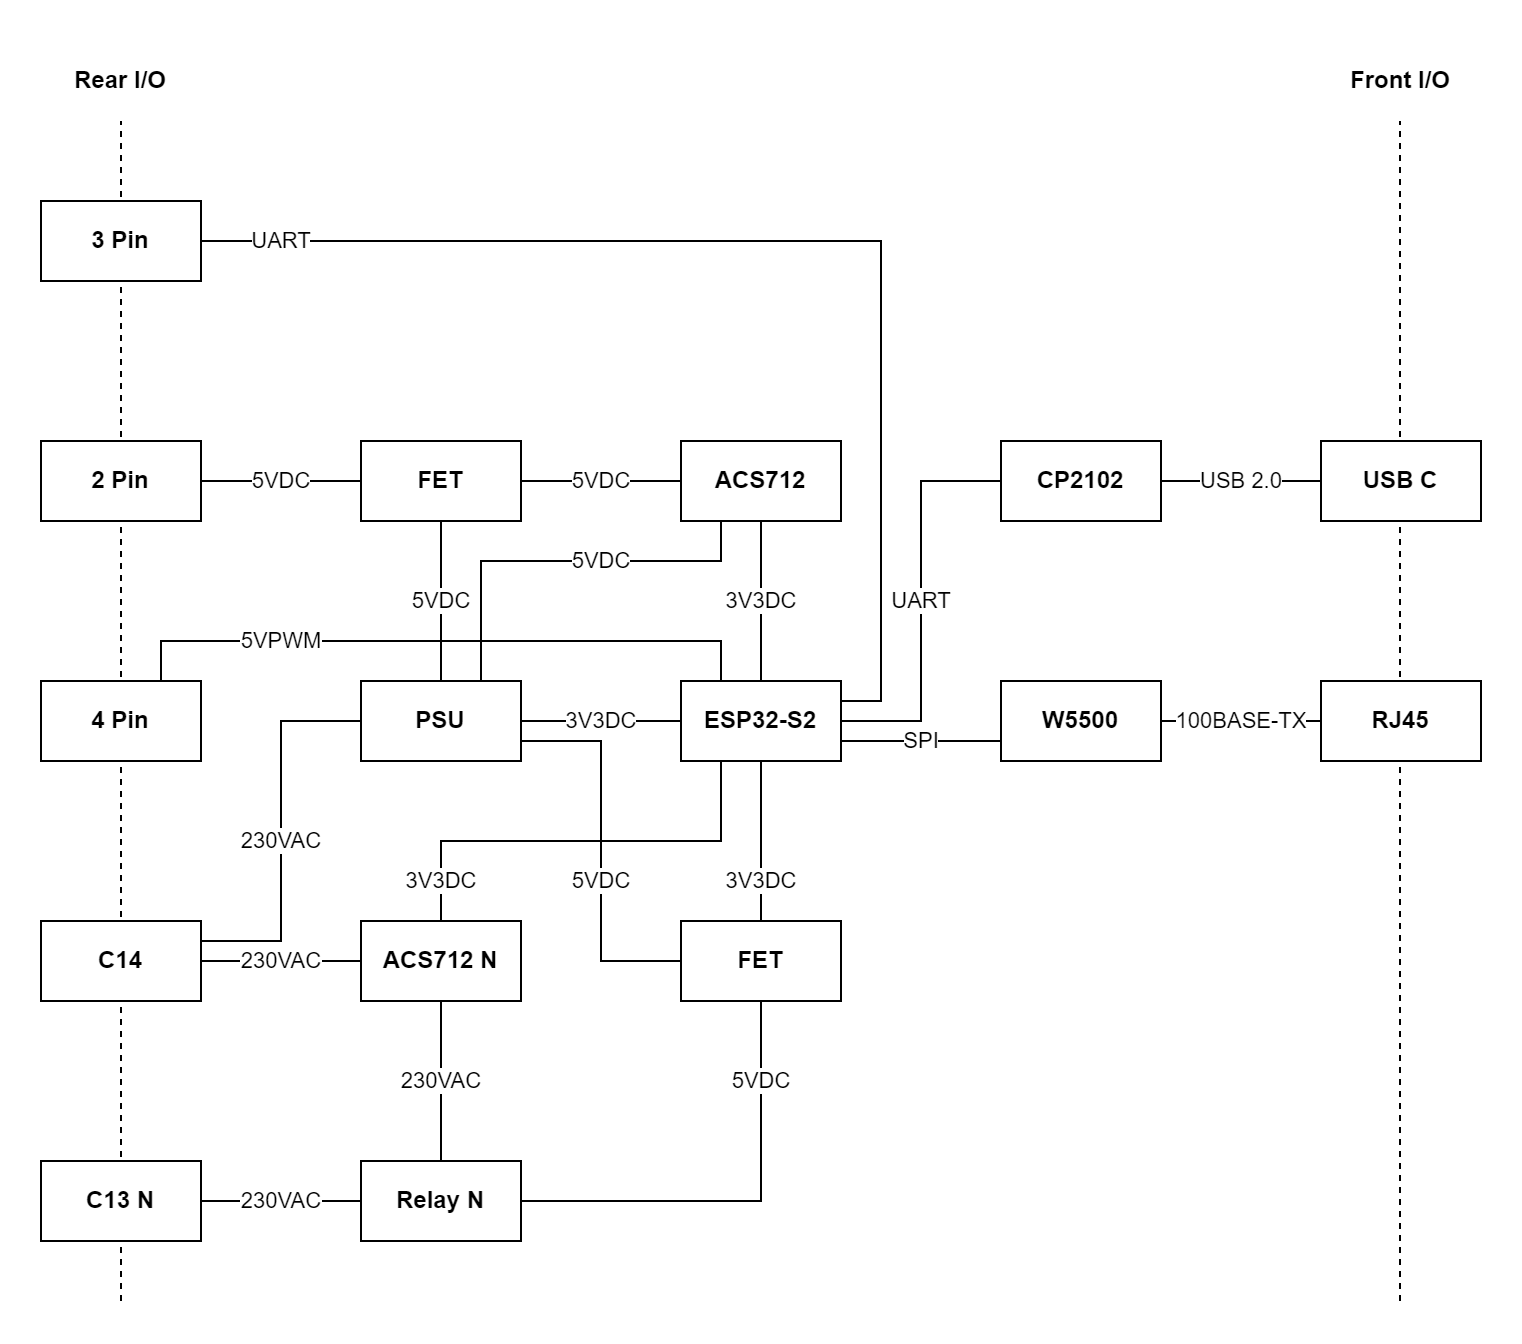 Rear I/O
Front I/O
3 Pin
UART
2 Pin
5VDC
FET
5VDC
ACS712
CP2102
USB 2.0
USB C
5VDC
5VDC
3V3DC
UART
5VPWM
4 Pin
PSU
3V3DC
ESP32-S2
SPI
W5500
100BASE-TX
RJ45
230VAC
3V3DC
5VDC
3V3DC
C14
230VAC
ACS712 N
FET
230VAC
5VDC
C13 N
230VAC
Relay N